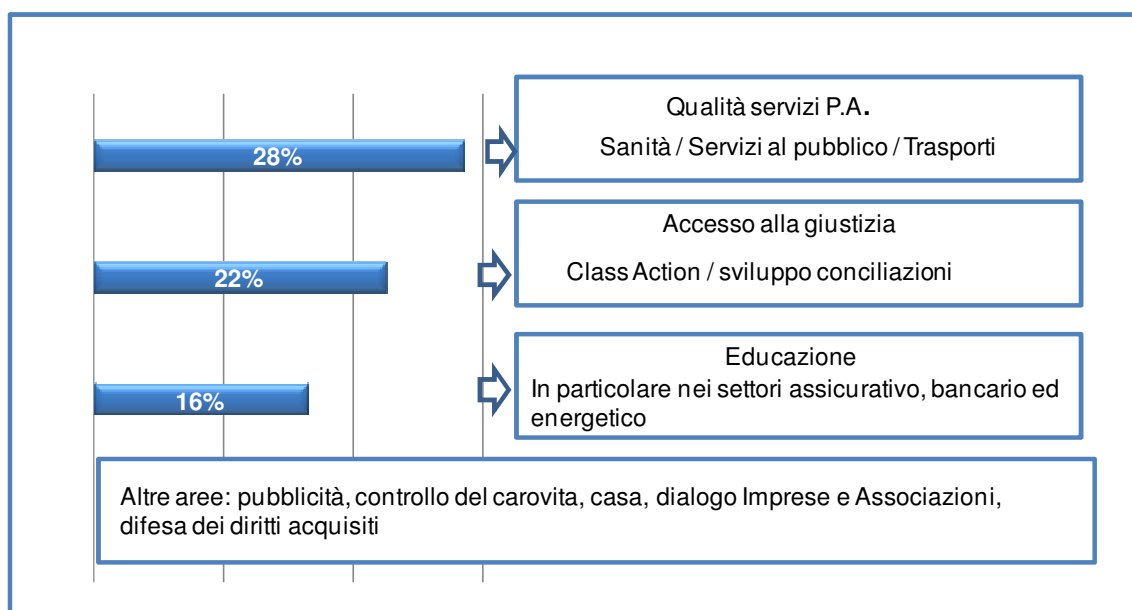 28%
Qualità servizi P.A.
Sanità / Servizi al pubblico / Trasporti
22%
Accesso alla giustizia
Class Action / sviluppo conciliazioni
16%
Educazione
In particolare nei settori assicurativo, bancario ed
energetico
Altre aree: pubblicità, controllo del carovita, casa, dialogo Imprese e Associazioni,
difesa dei diritti acquisiti